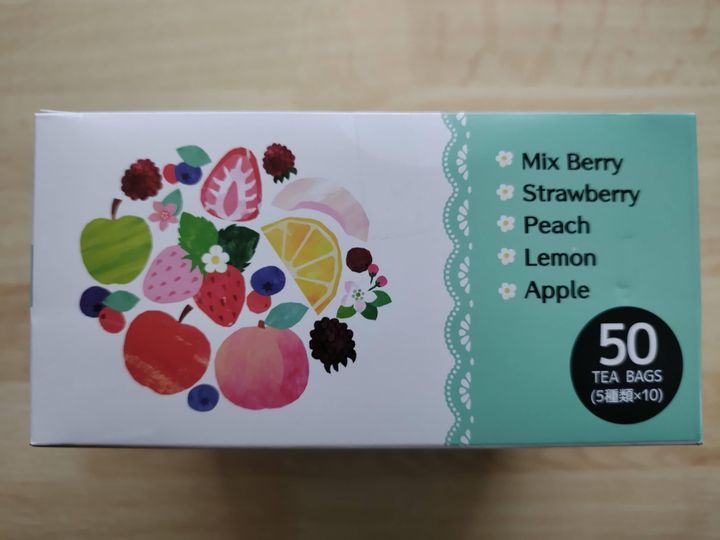 Mix Berry
Strawberry
Peach
Lemon
Apple
50
TEA BAGS
(5種類×10)